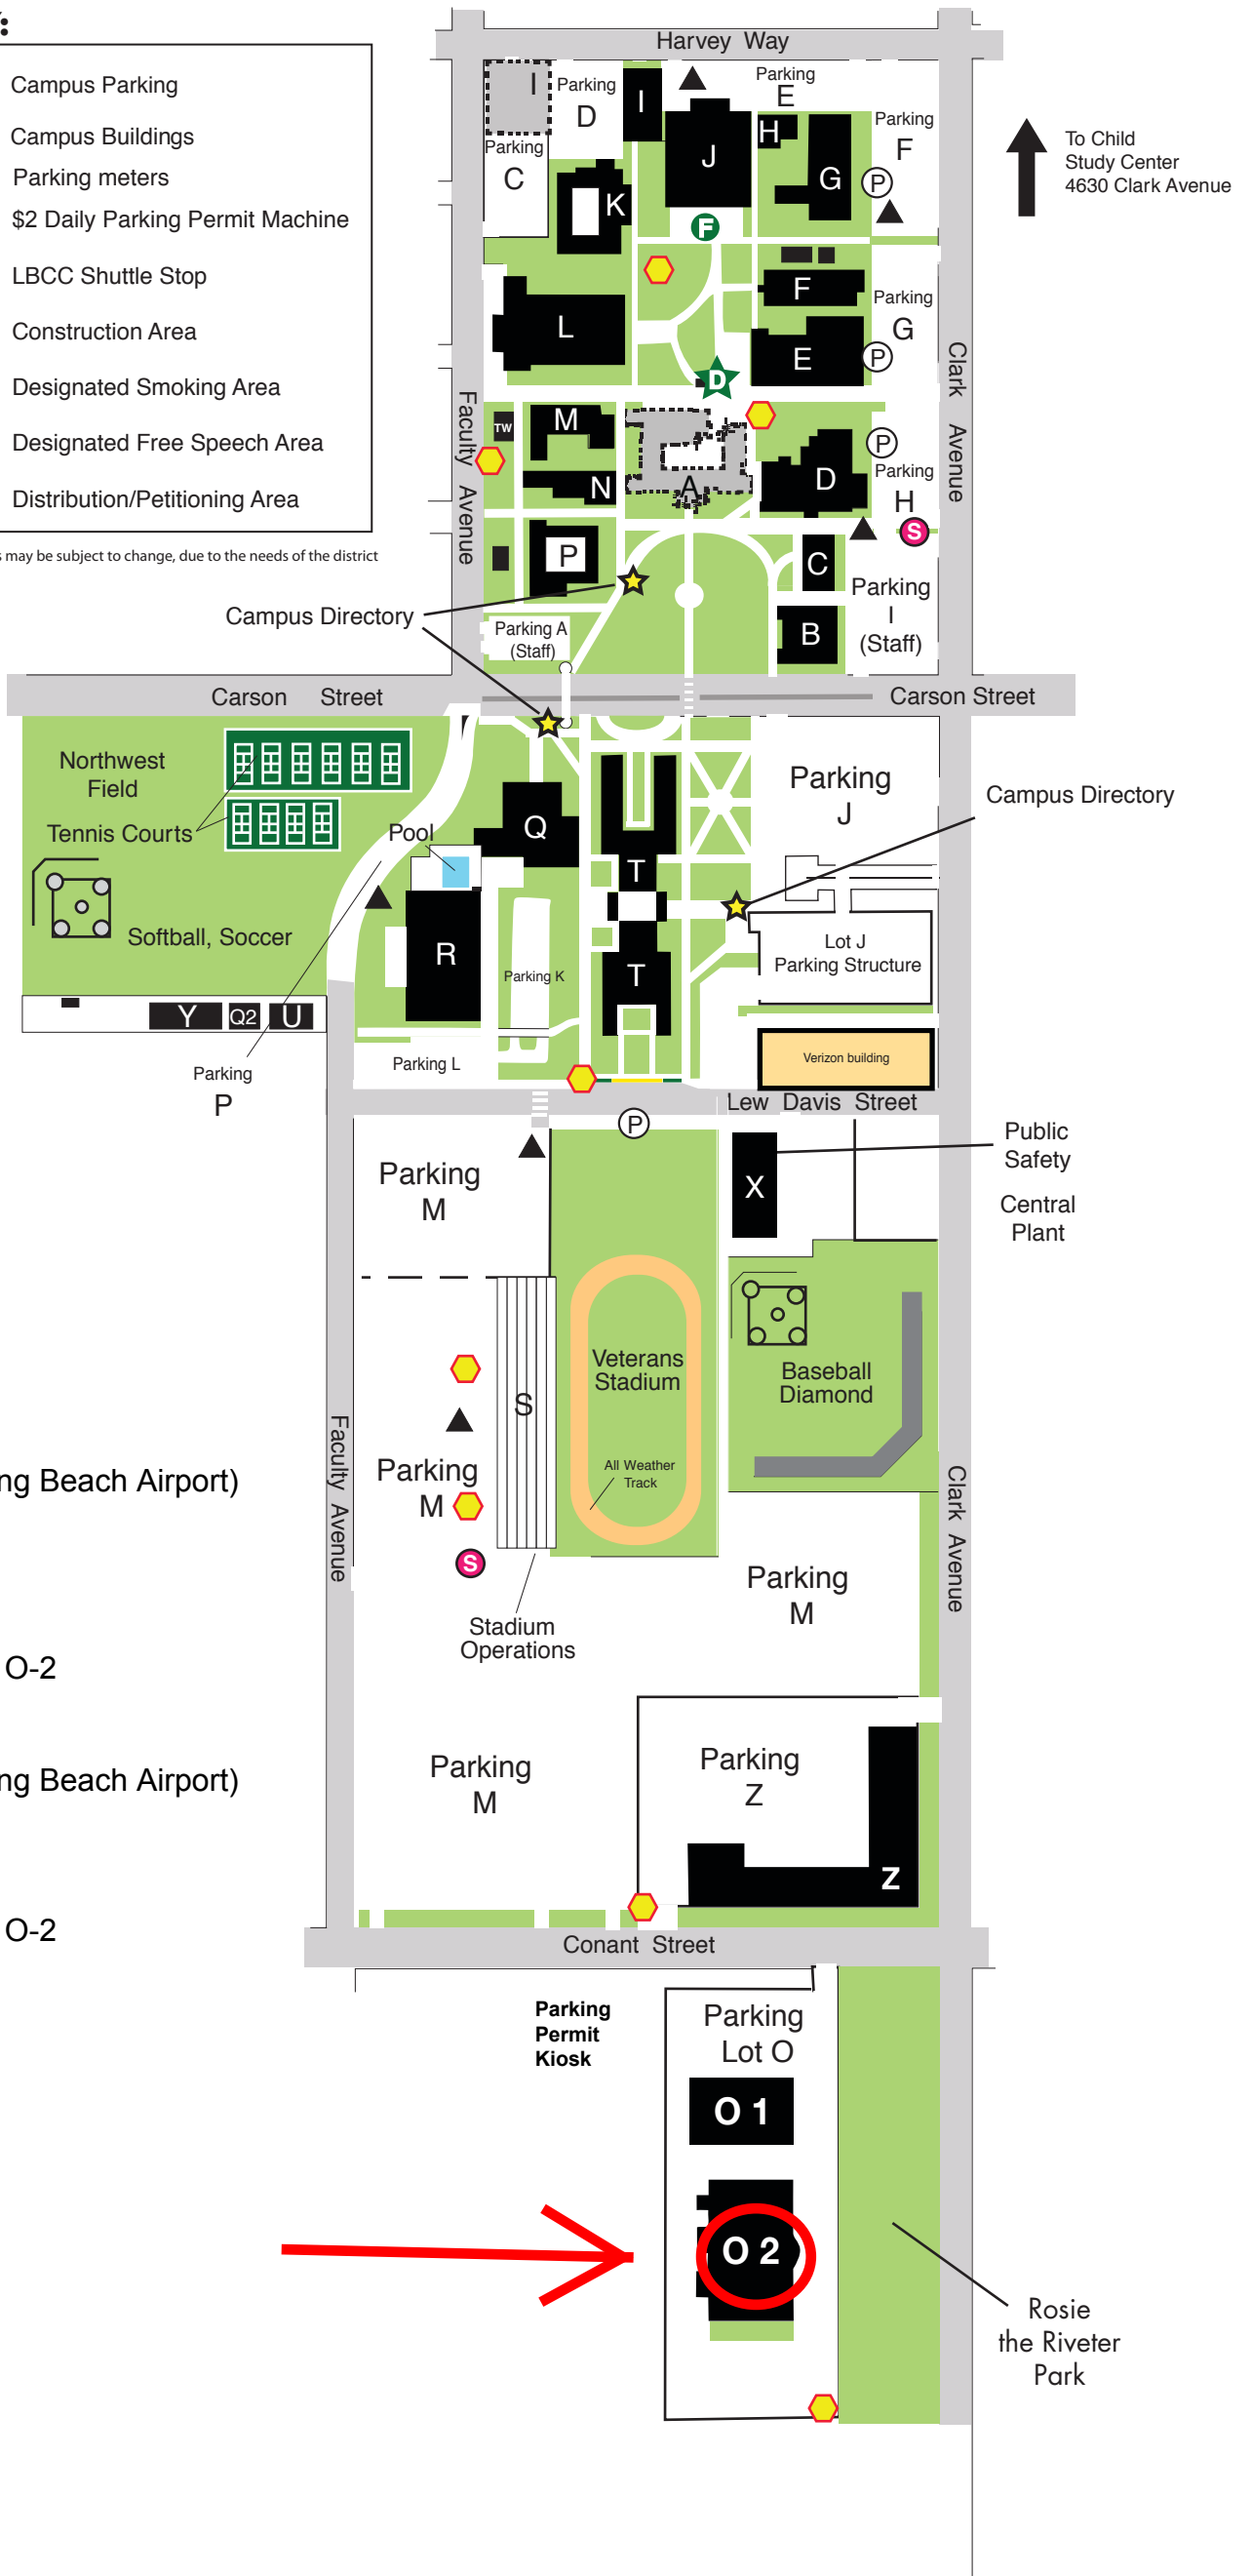 Harvey Way
Campus Parking
Campus Buildings
Parking meters
$2 Daily Parking Permit Machine
LBCC Shuttle Stop
Construction Area
Designated Smoking Area
Designated Free Speech Area
Distribution/Petitioning Area
may be subject to change, due to the needs of the district
I
Parking
D
I
Parking
E
H
Parking
F
J
G
P
Parking
C
K
To Child
Study Center
4630 Clark Avenue
F
F
Parking
G
L
E
P
D
Clark Avenue
Faculty Avenue
TW
M
N
A
D
P
Parking
H
S
P
C
Parking
I
(Staff)
B
Campus Directory
Parking A
(Staff)
Carson Street
Carson Street
Northwest
Field
Tennis Courts
Pool
Q
T
Parking
J
Campus Directory
Softball, Soccer
R
Parking K
T
Lot J
Parking Structure
Y
Q2
U
Parking
P
Parking L
Verizon building
Lew Davis Street
P
Parking
M
X
Public
Safety
Central
Plant
Veterans
Stadium
Baseball
Diamond
S
All Weather
Track
Faculty Avenue
Parking
M
Clark Avenue
Beach Airport)
S
Parking
M
Stadium
Operations
O-2
Parking
M
Parking
Z
Beach Airport)
Z
O-2
Conant Street
Parking
Permit
Kiosk
Parking
Lot O
O 1
O 2
Rosie
the Riveter
Park